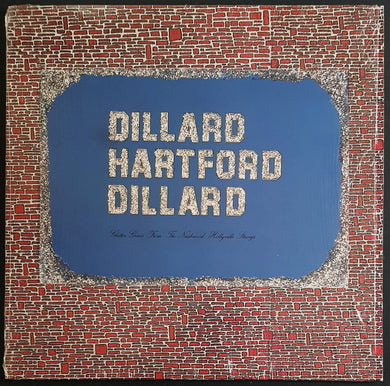 DILLARD
HARTFORD
DILLARD
Glitter Grass From The Nashwood Hollyville Strings